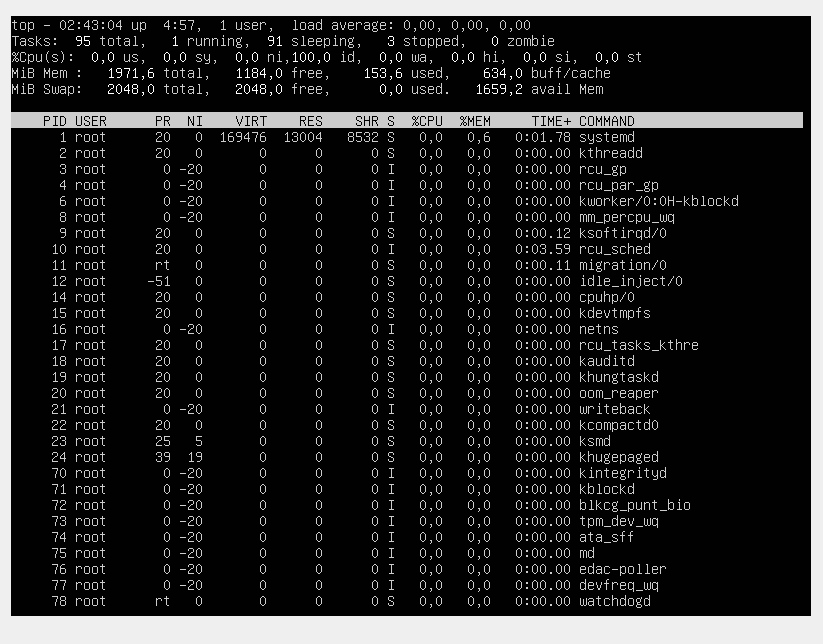 top - 02:43:04 up  4:57,  1 user,  load average: 0,00, 0,00, 0,00
Tasks:  95 total,   1 running,  91 sleeping,   3 stopped,   0 zombie
%Cpu(s):  0,0 us,  0,0 sy,  0,0 ni,100,0 id,  0,0 wa,  0,0 hi,  0,0 si,  0,0 st
MiB Mem :   1971,6 total,   1184,0 free,    153,6 used,    634,0 buff/cache
MiB Swap:   2048,0 total,   2048,0 free,      0,0 used.   1659,2 avail Mem
PID USER      PR  NI    VIRT    RES    SHR S  %CPU  %MEM     TIME+ COMMAND
1 root      20   0  169476  13004   8532 S   0,0   0,6   0:01.78 systemd
2 root      20   0       0      0      0 S   0,0   0,0   0:00.00 kthreadd
3 root       0 -20       0      0      0 I   0,0   0,0   0:00.00 rcu_gp
4 root       0 -20       0      0      0 I   0,0   0,0   0:00.00 rcu_par_gp
6 root       0 -20       0      0      0 I   0,0   0,0   0:00.00 kworker/0:0H-kblockd
8 root       0 -20       0      0      0 I   0,0   0,0   0:00.00 mm_percpu_wq
9 root      20   0       0      0      0 S   0,0   0,0   0:00.12 ksoftirqd/0
10 root      20   0       0      0      0 I   0,0   0,0   0:03.59 rcu_sched
11 root      rt   0       0      0      0 S   0,0   0,0   0:00.11 migration/0
12 root     -51   0       0      0      0 S   0,0   0,0   0:00.00 idle_inject/0
14 root      20   0       0      0      0 S   0,0   0,0   0:00.00 cpuhp/0
15 root      20   0       0      0      0 S   0,0   0,0   0:00.00 kdevtmpfs
16 root       0 -20       0      0      0 I   0,0   0,0   0:00.00 netns
17 root      20   0       0      0      0 S   0,0   0,0   0:00.00 rcu_tasks_kthre
18 root      20   0       0      0      0 S   0,0   0,0   0:00.00 kauditd
19 root      20   0       0      0      0 S   0,0   0,0   0:00.00 khungtaskd
20 root      20   0       0      0      0 S   0,0   0,0   0:00.00 oom_reaper
21 root       0 -20       0      0      0 I   0,0   0,0   0:00.00 writeback
22 root      20   0       0      0      0 S   0,0   0,0   0:00.00 kcompactd0
23 root      25   5       0      0      0 S   0,0   0,0   0:00.00 ksmd
24 root      39  19       0      0      0 S   0,0   0,0   0:00.00 khugepaged
70 root       0 -20       0      0      0 I   0,0   0,0   0:00.00 kintegrityd
71 root       0 -20       0      0      0 I   0,0   0,0   0:00.00 kblockd
72 root       0 -20       0      0      0 I   0,0   0,0   0:00.00 blkcg_punt_bio
73 root       0 -20       0      0      0 I   0,0   0,0   0:00.00 tpm_dev_wq
74 root       0 -20       0      0      0 I   0,0   0,0   0:00.00 ata_sff
75 root       0 -20       0      0      0 I   0,0   0,0   0:00.00 md
76 root       0 -20       0      0      0 I   0,0   0,0   0:00.00 edac-poller
77 root       0 -20       0      0      0 I   0,0   0,0   0:00.00 devfreq_wq
78 root      rt   0       0      0      0 S   0,0   0,0   0:00.00 watchdogd